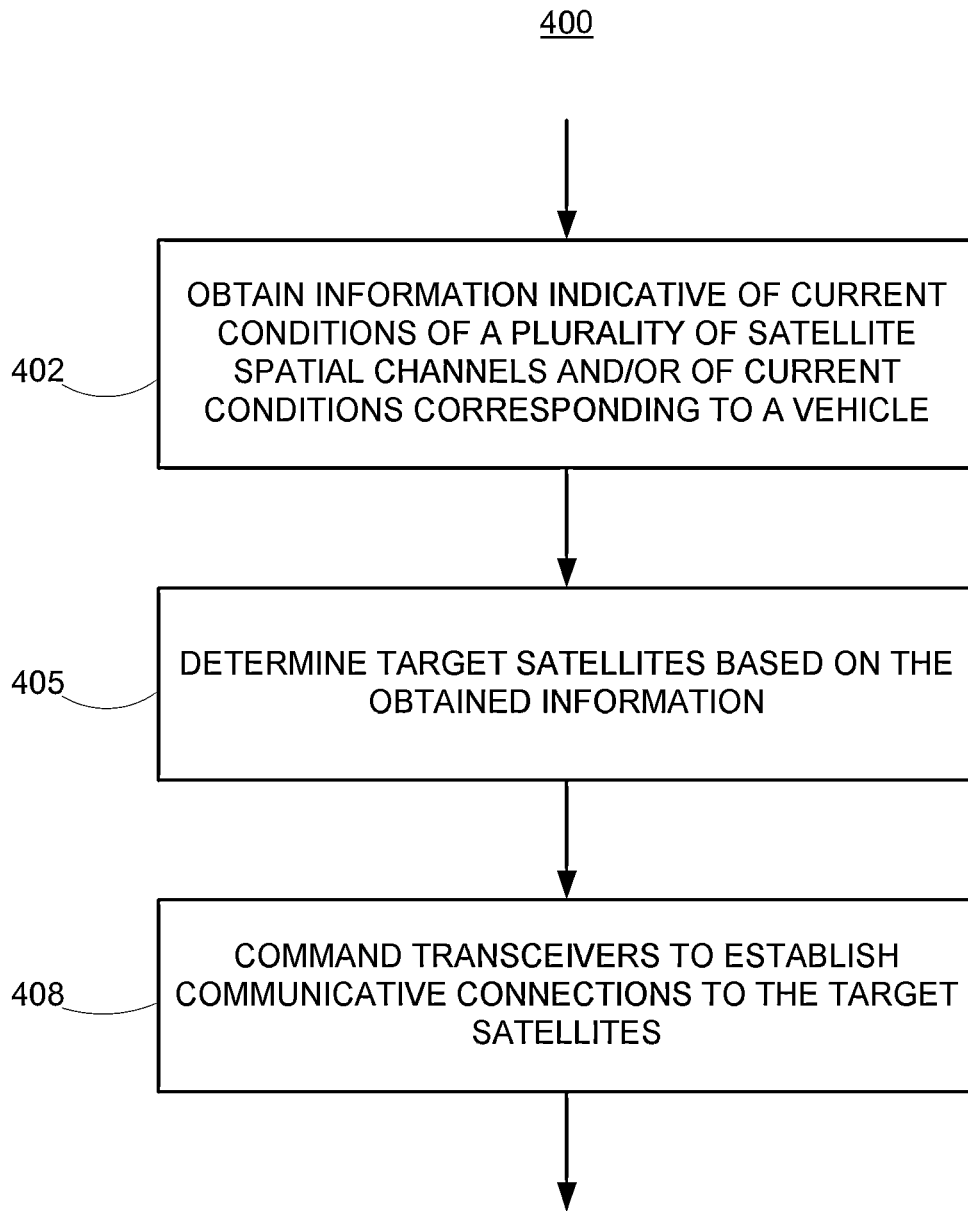 400
OBTAIN INFORMATION INDICATIVE OF CURRENT
CONDITIONS OF A PLURALITY OF SATELLITE
SPATIAL CHANNELS AND/OR OF CURRENT
CONDITIONS CORRESPONDING TO A VEHICLE
402
DETERMINE TARGET SATELLITES BASED ON THE
OBTAINED INFORMATION
405
COMMAND TRANSCEIVERS TO ESTABLISH
COMMUNICATIVE CONNECTIONS TO THE TARGET
SATELLITES
408